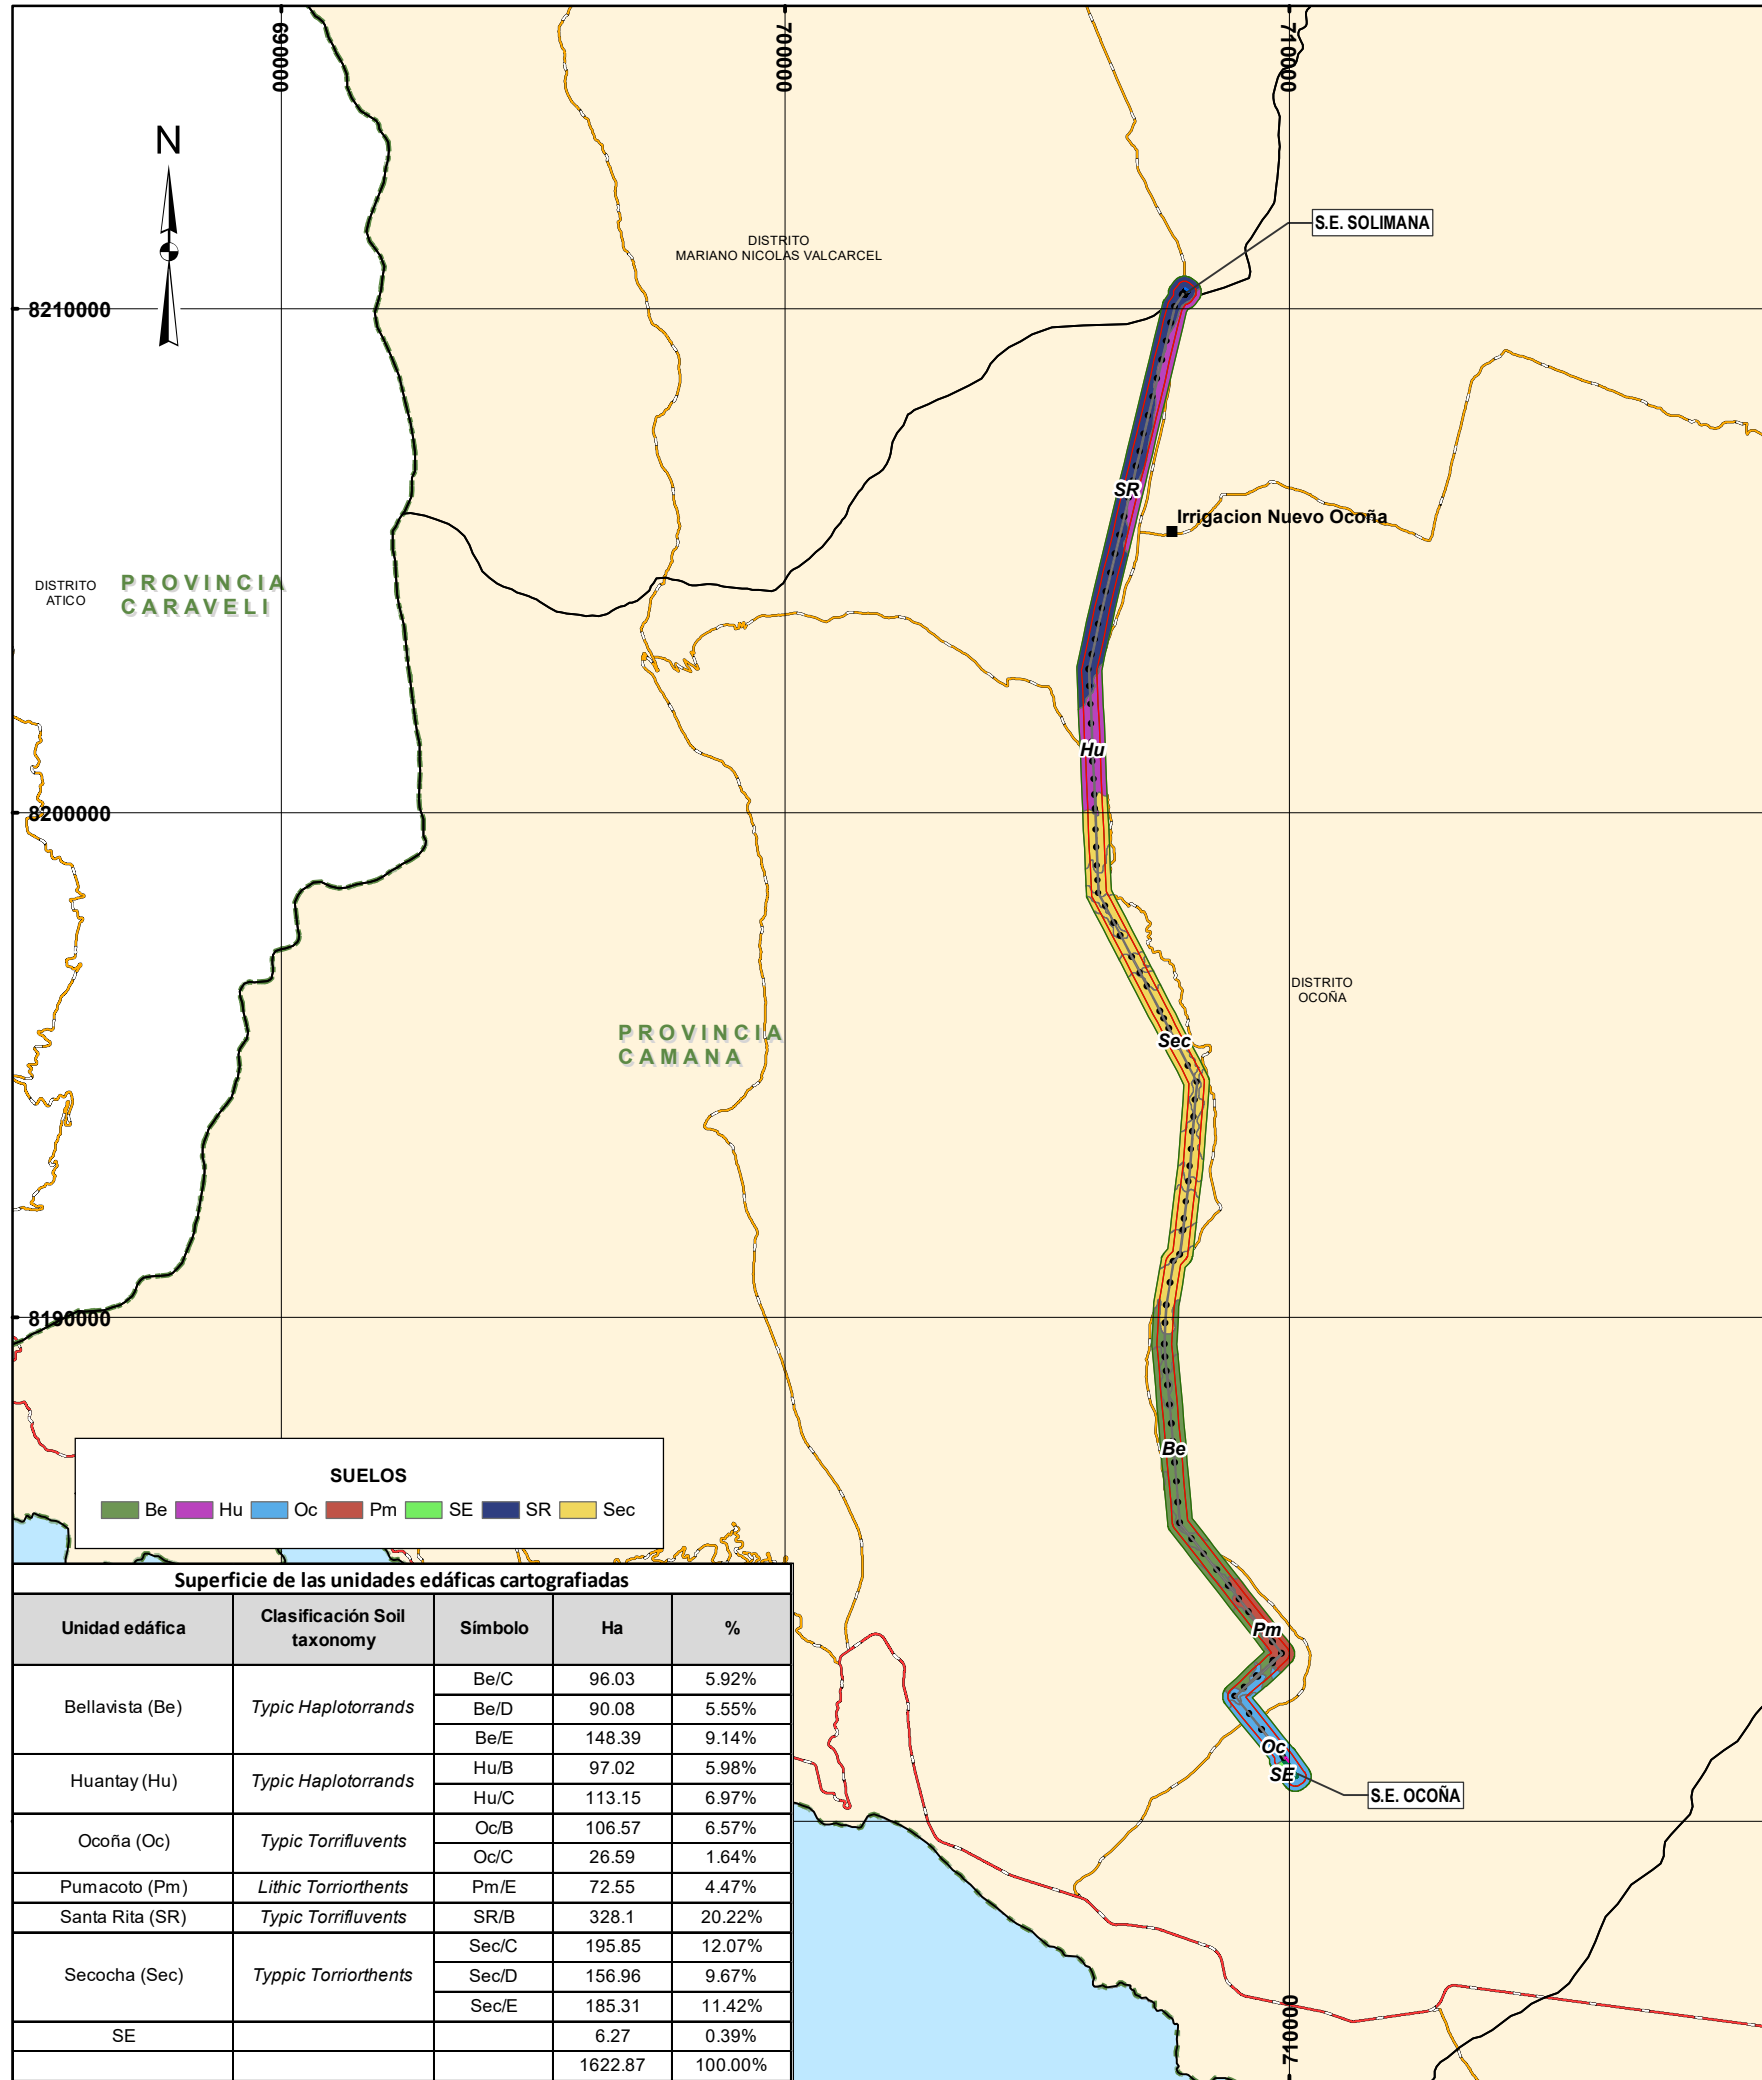 690000
700000
710000
N
S.E. SOLIMANA
DISTRITO
MARIANO NICOLAS VALCARCEL
8210000
SR
Irrigacion Nuevo Ocoña
DISTRITO
ATICO
PROVINCIA
CARAVELI
Hu
8200000
DISTRITO
OCOÑA
PROVINCIA
CAMANA
Sec
8190000
Be
SUELOS
Be Hu Oc Pm SE SR Sec
Pm
Oc
SE
S.E. OCOÑA
710000
Superficie de las unidades edáficas cartografiadas
Unidad edáfica Clasificación Soil taxonomy Símbolo Ha %
Bellavista (Be) Typic Haplotorrands Be/C 96.03 5.92%
Be/D 90.08 5.55%
Be/E 148.39 9.14%
Huantay (Hu) Typic Haplotorrands Hu/B 97.02 5.98%
Hu/C 113.15 6.97%
Ocoña (Oc) Typic Torrifluvents Oc/B 106.57 6.57%
Oc/C 26.59 1.64%
Pumacoto (Pm) Lithic Torriorthents Pm/E 72.55 4.47%
Santa Rita (SR) Typic Torrifluvents SR/B 328.1 20.22%
Secocha (Sec) Typpic Torriorthents Sec/C 195.85 12.07%
Sec/D 156.96 9.67%
Sec/E 185.31 11.42%
SE 6.27 0.39%
1622.87 100.00%